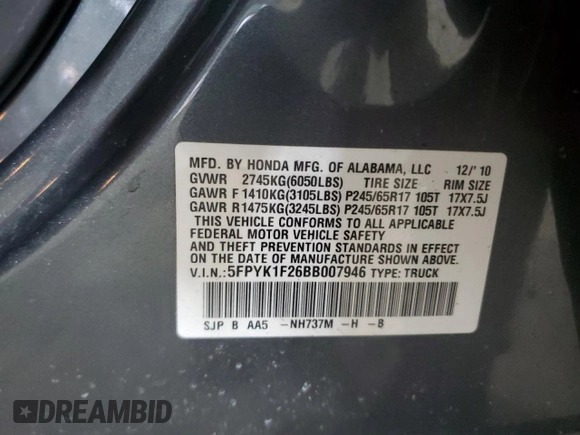 MFD. BY HONDA MFG. OF ALABAMA, LLC 12/'10
GVWR 2745KG(6050LBS) TIRE SIZE RIM SIZE
GAWR F 1410KG(3105LBS) P245/65R17 105T 17X7.5J
GAWR R1475KG(3245LBS) P245/65R17 105T 17X7.5J
THIS VEHICLE CONFORMS TO ALL APPLICABLE
FEDERAL MOTOR VEHICLE SAFETY
AND THEFT PREVENTION STANDARDS IN EFFECT
ON THE DATE OF MANUFACTURE SHOWN ABOVE.
V.I.N.:5FPYK1F26BB007946 TYPE: TRUCK
SJP B AA5 -NH737M -H -B
DREAMBID